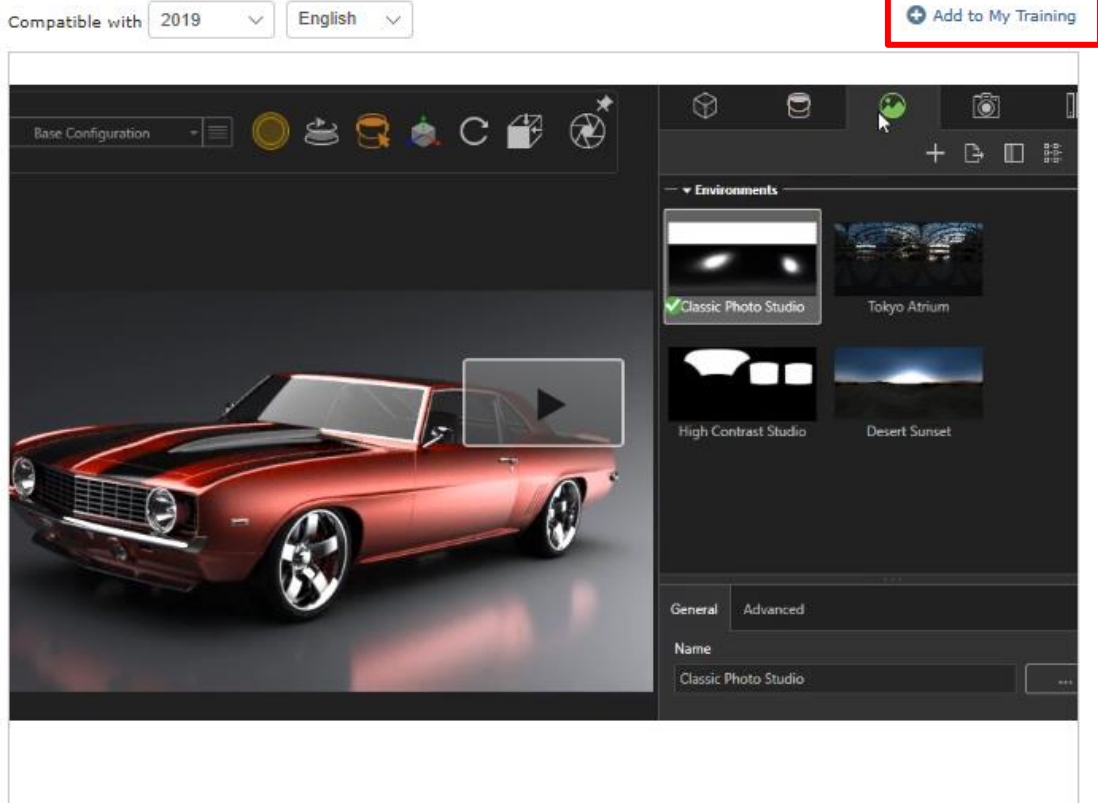 Compatible with 2019 English
Add to My Training
Base Configuration
Environments
Classic Photo Studio
Tokyo Atrium
High Contrast Studio
Desert Sunset
General Advanced
Name
Classic Photo Studio
...